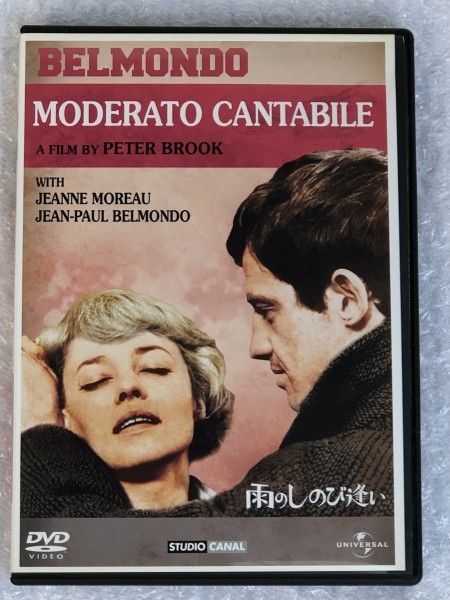 BELMONDO
MODERATO CANTABILE
A FILM BY PETER BROOK
WITH
JEANNE MOREAU
JEAN-PAUL BELMONDO
雨のしのび逢い
DVD
VIDEO
STUDIO CANAL
UNIVERSAL